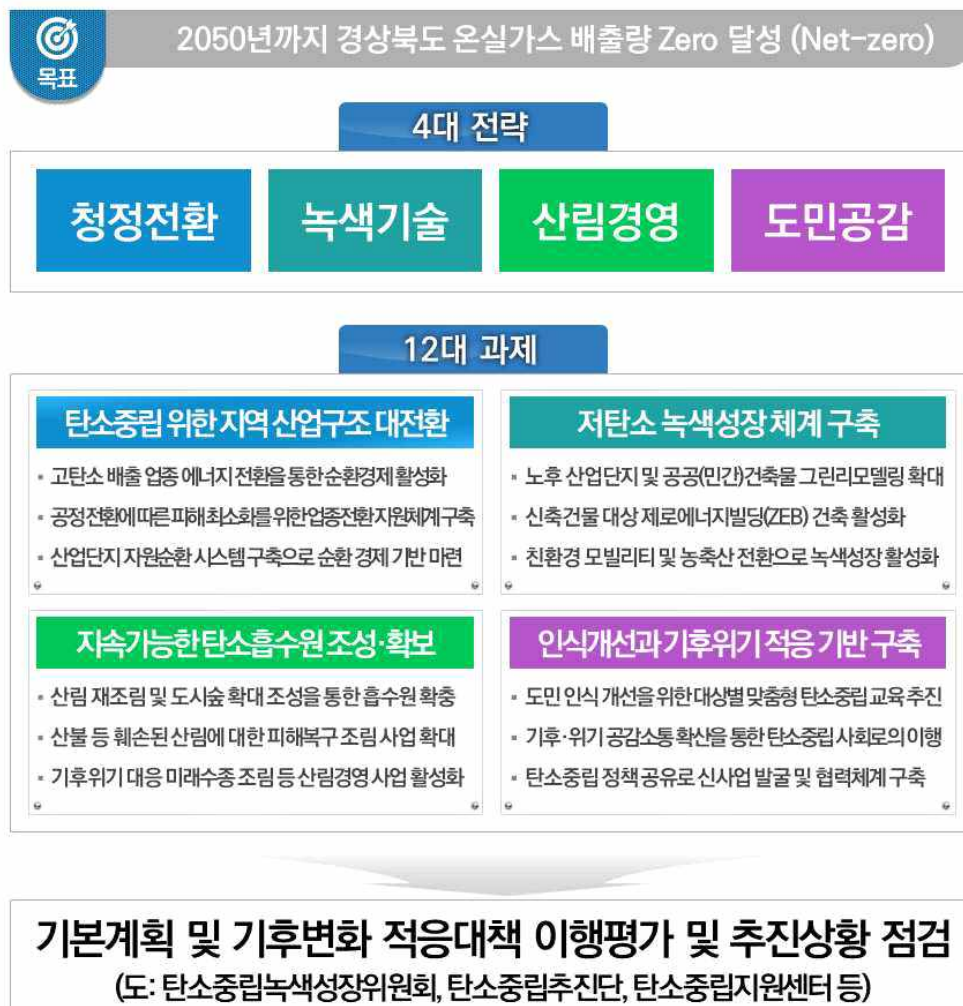 목표
2050년까지 경상북도 온실가스 배출량 Zero 달성 (Net-zero)
4대 전략
청정전환
녹색기술
산림경영
도민공감
12대 과제
탄소중립 위한 지역 산업구조 대전환
▪ 고탄소 배출 업종 에너지 전환을 통한 순환경제 활성화
▪ 공정전환에 따른 피해 최소화를 위한 업종전환 지원체계 구축
▪ 산업단지 자원순환 시스템 구축으로 순환 경제 기반 마련
저탄소 녹색성장 체계 구축
▪ 노후 산업단지 및 공공(민간)건축물 그린리모델링 확대
▪ 신축건물 대상 제로에너지빌딩(ZEB) 건축 활성화
▪ 친환경 모빌리티 및 농축산 전환으로 녹색성장 활성화
지속가능한 탄소흡수원 조성·확보
▪ 산림 재조림 및 도시숲 확대 조성을 통한 흡수원 확충
▪ 산불 등 훼손된 산림에 대한 피해복구 조림 사업 확대
▪ 기후위기 대응 미래수종 조림 등 산림경영 사업 활성화
인식개선과 기후위기 적응 기반 구축
▪ 도민 인식 개선을 위한 대상별 맞춤형 탄소중립 교육 추진
▪ 기후·위기 공감소통 확산을 통한 탄소중립 사회로의 이행
▪ 탄소중립 정책 공유로 신사업 발굴 및 협력체계 구축
기본계획 및 기후변화 적응대책 이행평가 및 추진상황 점검
(도: 탄소중립녹색성장위원회, 탄소중립추진단, 탄소중립지원센터 등)